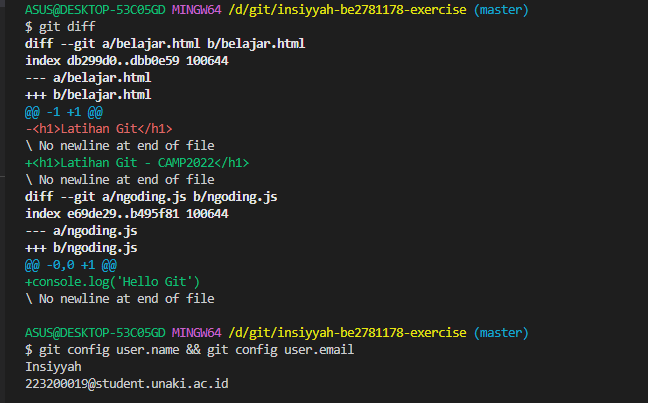 ASUS@DESKTOP-53C05GD MINGW64 /d/git/insiyyah-be2781178-exercise (master)
$ git diff
diff --git a/belajar.html b/belajar.html
index db299d0..dbb0e59 100644
--- a/belajar.html
+++ b/belajar.html
@@ -1 +1 @@
-<h1>Latihan Git</h1>
\ No newline at end of file
+<h1>Latihan Git - CAMP2022</h1>
\ No newline at end of file
diff --git a/ngoding.js b/ngoding.js
index e69de29..b495f81 100644
--- a/ngoding.js
+++ b/ngoding.js
@@ -0,0 +1 @@
+console.log('Hello Git')
\ No newline at end of file
ASUS@DESKTOP-53C05GD MINGW64 /d/git/insiyyah-be2781178-exercise (master)
$ git config user.name && git config user.email
Insiyyah
223200019@student.unaki.ac.id